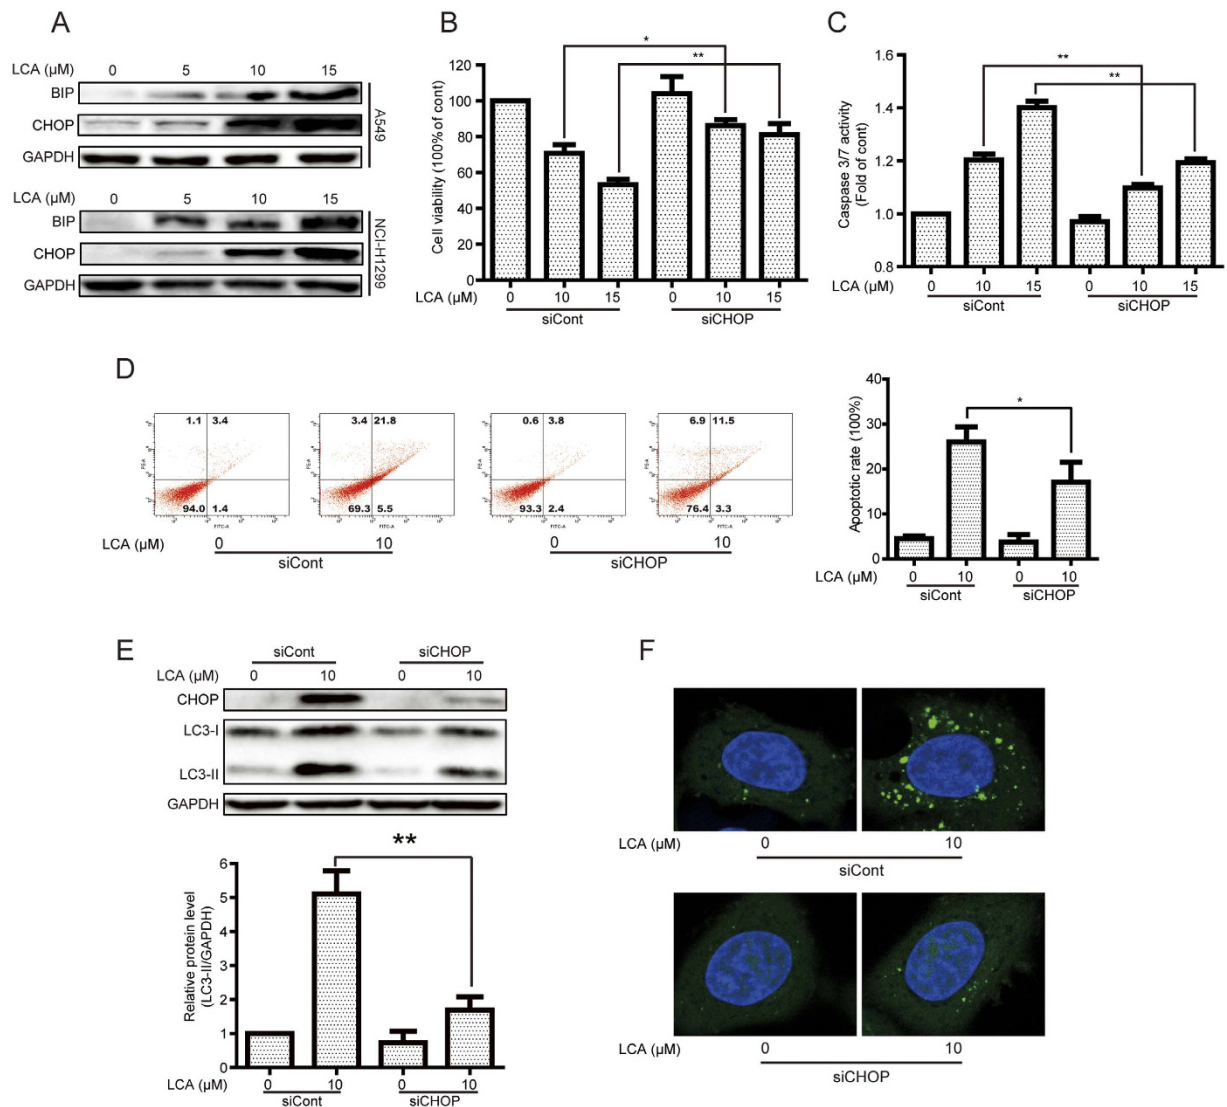 A
LCA (µM) 0 5 10 15
BIP
CHOP
GAPDH
A549
LCA (µM) 0 5 10 15
BIP
CHOP
GAPDH
NCI-H1299
B
Cell viability (100% of cont)
120
100
80
60
40
20
0
* 
**
LCA (µM) 0 10 15 0 10 15
siCont siCHOP
C
Caspase 3/7 activity
(Fold of cont)
1.6
1.4
1.2
1.0
0.8
**
**
LCA (µM) 0 10 15 0 10 15
siCont siCHOP
D
1.1 3.4
94.0 1.4
3.4 21.8
69.3 5.5
0.6 3.8
93.3 2.4
6.9 11.5
76.4 3.3
PE-A PE-A PE-A PE-A
FITC-A FITC-A FITC-A FITC-A
LCA (µM) 0 10 0 10
siCont siCHOP
Apoptotic rate (100%)
40
30
20
10
0
*
LCA (µM) 0 10 0 10
siCont siCHOP
E
siCont siCHOP
LCA (µM) 0 10 0 10
CHOP
LC3-I
LC3-II
GAPDH
**
Relative protein level
(LC3-II/GAPDH)
6
5
4
3
2
1
0
LCA (µM) 0 10 0 10
siCont siCHOP
F
LCA (µM) 0 10
siCont
LCA (µM) 0 10
siCHOP